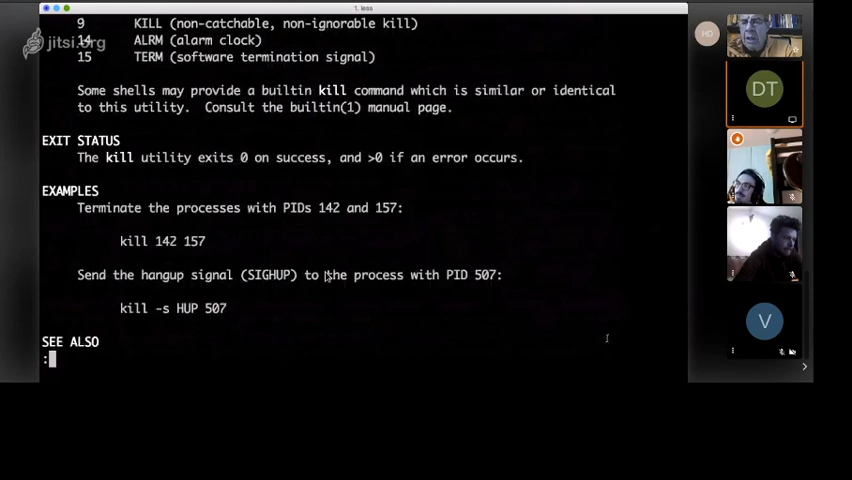 1. less
9 KILL (non-catchable, non-ignorable kill)
14 ALRM (alarm clock)
15 TERM (software termination signal)
jitsi.org
Some shells may provide a builtin kill command which is similar or identical
to this utility. Consult the builtin(1) manual page.
EXIT STATUS
The kill utility exits 0 on success, and >0 if an error occurs.
EXAMPLES
Terminate the processes with PIDs 142 and 157:
kill 142 157
Send the hangup signal (SIGHUP) to the process with PID 507:
kill -s HUP 507
SEE ALSO
:
HD
DT
V